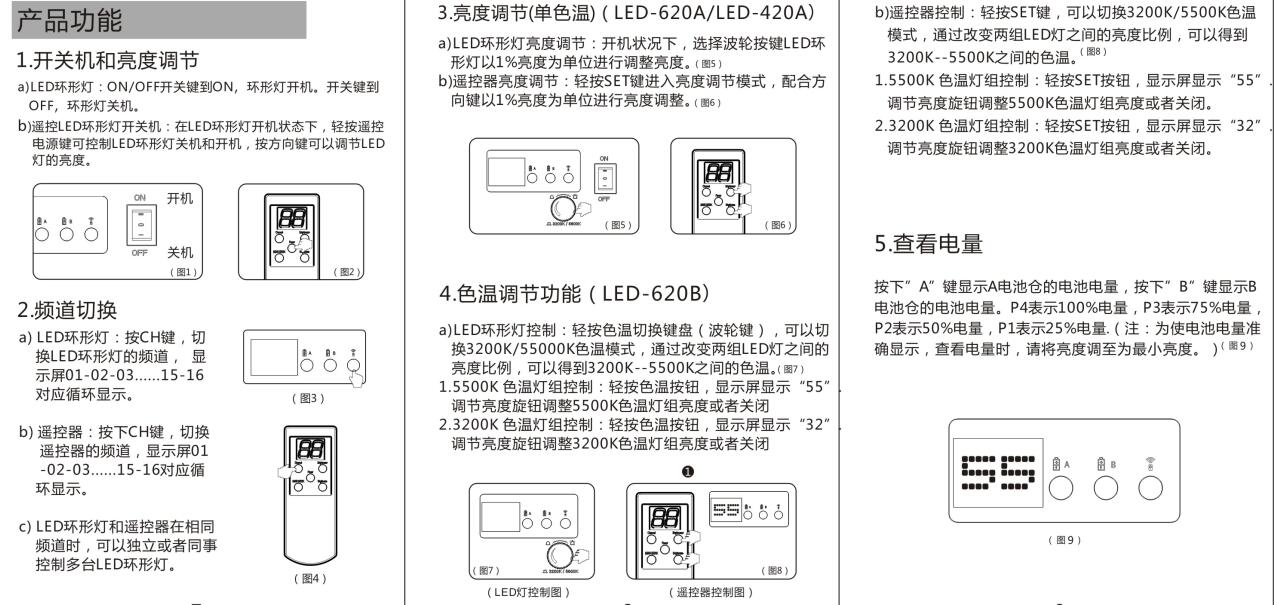 产品功能
1.开关机和亮度调节
a)LED环形灯：ON/OFF开关键到ON，环形灯开机。开关键到
OFF，环形灯关机。
b)遥控LED环形灯开关机：在LED环形灯开机状态下，轻按遥控
电源键可控制LED环形灯关机和开机，按方向键可以调节LED
灯的亮度。
A B
ON 开机
OFF 关机
（图1）
88
（图2）
2.频道切换
a) LED环形灯：按CH键，切
换LED环形灯的频道， 显
示屏01-02-03......15-16
对应循环显示。
A B
（图3）
b) 遥控器：按下CH键，切换
遥控器的频道，显示屏01
-02-03......15-16对应循
环显示。
88
（图4）
c) LED环形灯和遥控器在相同
频道时，可以独立或者同事
控制多台LED环形灯。
3.亮度调节(单色温)（LED-620A/LED-420A）
a)LED环形灯亮度调节：开机状况下，选择波轮按键LED环
形灯以1%亮度为单位进行调整亮度。（图5）
b)遥控器亮度调节：轻按SET键进入亮度调节模式，配合方
向键以1%亮度为单位进行亮度调整。（图6）
A B
ON
OFF
3200K / 5600K
（图5）
88
（图6）
4.色温调节功能（LED-620B）
a)LED环形灯控制：轻按色温切换键盘（波轮键），可以切
换3200K/55000K色温模式，通过改变两组LED灯之间的
亮度比例，可以得到3200K--5500K之间的色温。（图7）
1.5500K 色温灯组控制：轻按色温按钮，显示屏显示“55”.
调节亮度旋钮调整5500K色温灯组亮度或者关闭
2.3200K 色温灯组控制：轻按色温按钮，显示屏显示“32”.
调节亮度旋钮调整3200K色温灯组亮度或者关闭
❶
A B
3200K / 5600K
（图7）
（LED灯控制图）
88
55
（图8）
（遥控器控制图）
b)遥控器控制：轻按SET键，可以切换3200K/5500K色温
模式，通过改变两组LED灯之间的亮度比例，可以得到
3200K--5500K之间的色温。（图8）
1.5500K 色温灯组控制：轻按SET按钮，显示屏显示“55”.
调节亮度旋钮调整5500K色温灯组亮度或者关闭。
2.3200K 色温灯组控制：轻按SET按钮，显示屏显示“32”.
调节亮度旋钮调整3200K色温灯组亮度或者关闭。
5.查看电量
按下”A”键显示A电池仓的电池电量，按下”B”键显示B
电池仓的电池电量。P4表示100%电量，P3表示75%电量，
P2表示50%电量，P1表示25%电量.（注：为使电池电量准
确显示，查看电量时，请将亮度调至为最小亮度。）（图9）
55
A B
（图9）